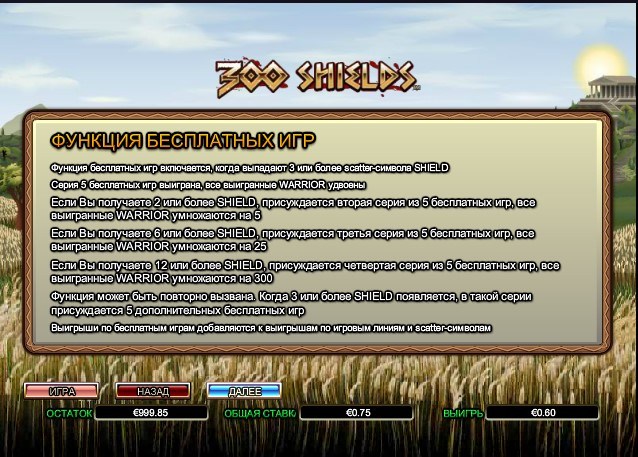 300 SHIELDS
ФУНКЦИЯ БЕСПЛАТНЫХ ИГР
Функция бесплатных игр включается, когда выпадают 3 или более scatter-символа SHIELD
Серия 5 бесплатных игр выиграна, все выигранные WARRIOR удвоены
Если Вы получаете 2 или более SHIELD, присуждается вторая серия из 5 бесплатных игр, все
выигранные WARRIOR умножаются на 5
Если Вы получаете 6 или более SHIELD, присуждается третья серия из 5 бесплатных игр, все
выигранные WARRIOR умножаются на 25
Если Вы получаете 12 или более SHIELD, присуждается четвертая серия из 5 бесплатных игр, все
выигранные WARRIOR умножаются на 300
Функция может быть повторно вызвана. Когда 3 или более SHIELD появляется, в такой серии
присуждается 5 дополнительных бесплатных игр
Выигрыши по бесплатным играм добавляются к выигрышам по игровым линиям и scatter-символам
ИГРА НАЗАД ДАЛЕЕ
ОСТАТОК €999.85 ОБЩАЯ СТАВК €0.75 ВЫИГРЬ €0.60